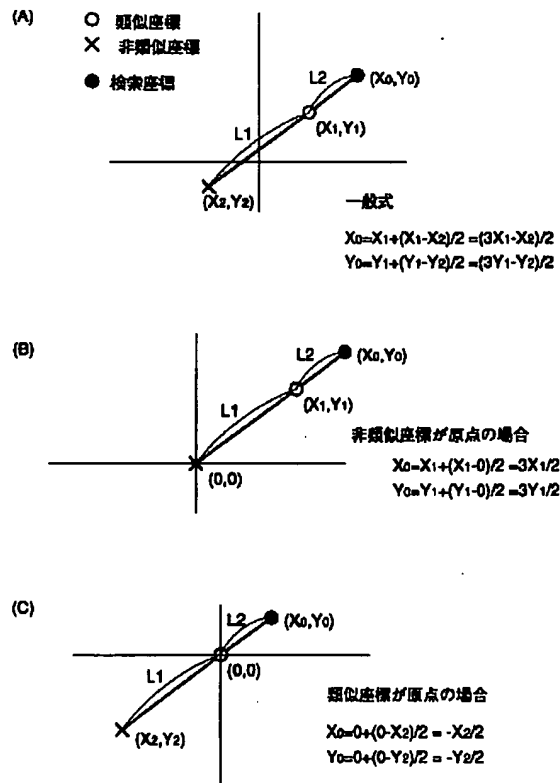 (A)
○ 類似座標
× 非類似座標
● 検索座標
L2
(X0,Y0)
L1
(X1,Y1)
(X2,Y2)
一般式
X0=X1+(X1-X2)/2 =(3X1-X2)/2
Y0=Y1+(Y1-Y2)/2 =(3Y1-Y2)/2
(B)
L2
(X0,Y0)
L1
(X1,Y1)
(0,0)
非類似座標が原点の場合
X0=X1+(X1-0)/2 =3X1/2
Y0=Y1+(Y1-0)/2 =3Y1/2
(C)
L2
(X0,Y0)
L1
(0,0)
(X2,Y2)
類似座標が原点の場合
X0=0+(0-X2)/2 = -X2/2
Y0=0+(0-Y2)/2 = -Y2/2